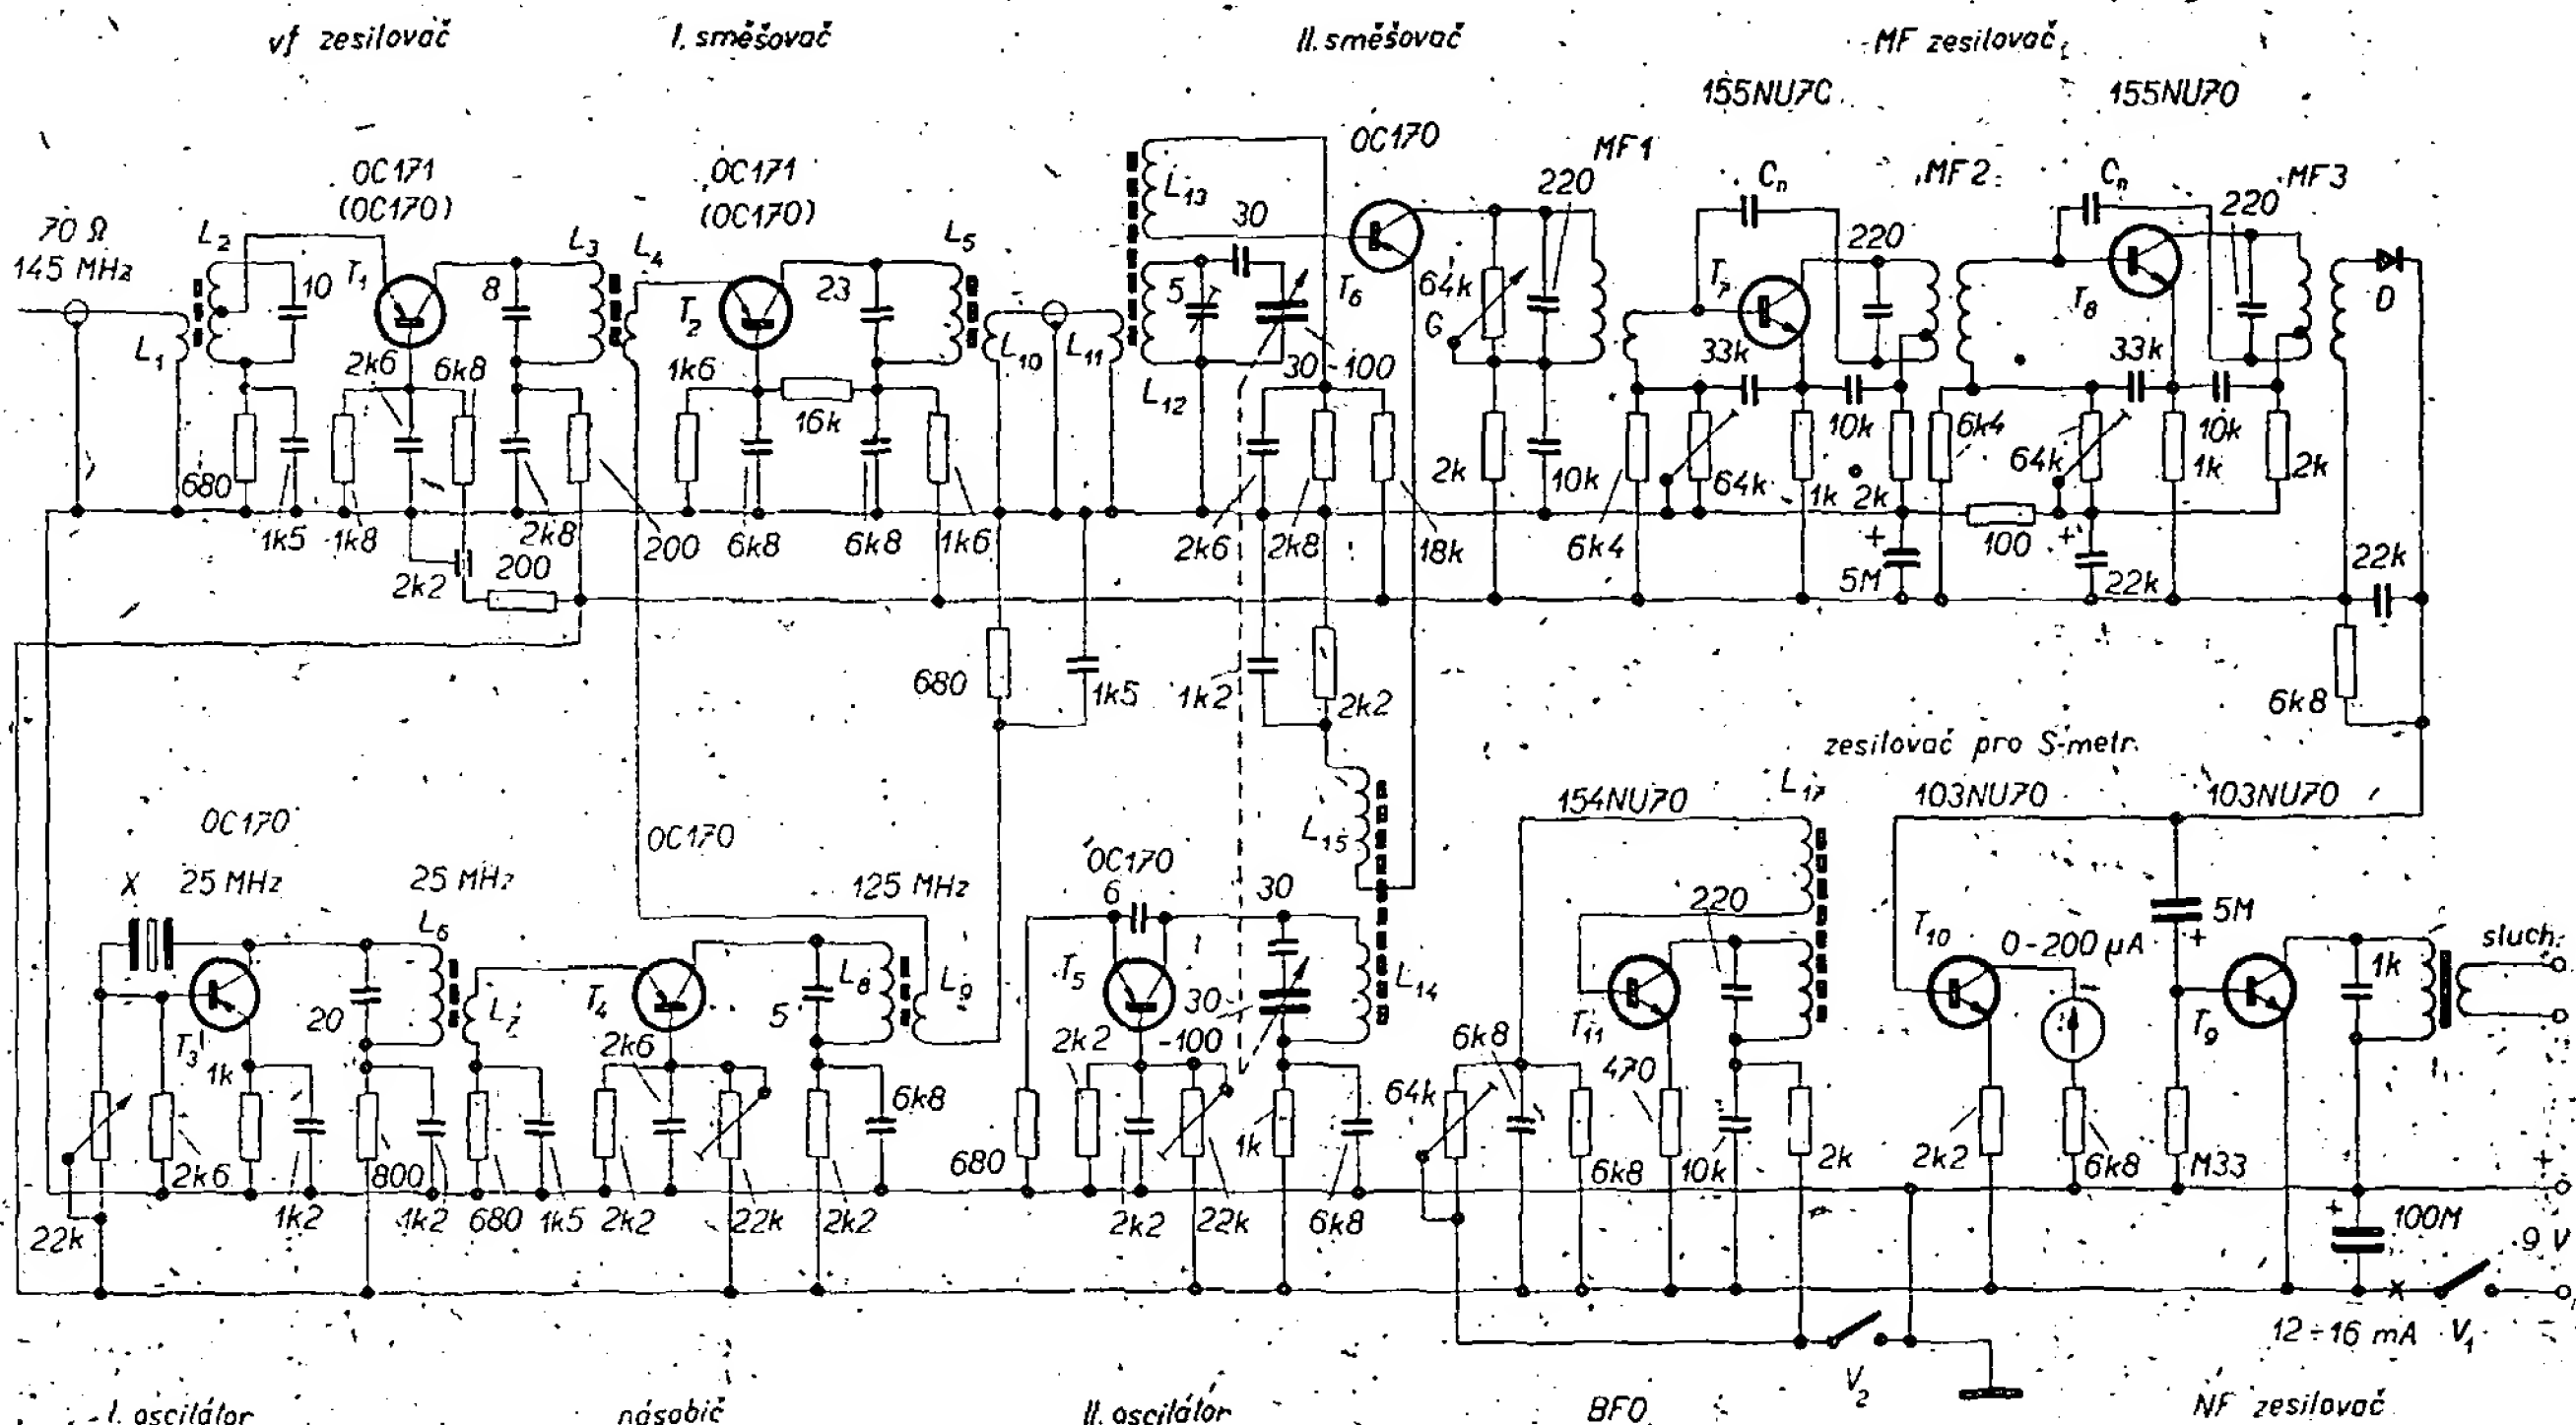 vf zesilovač
I. směšovač
II. směšovač
MF zesilovač
155NU70
155NU70
OC171
(OC170)
OC171
(OC170)
OC170
MF1
MF2
MF3
70 Ω
145 MHz
L1
L2
10
T1
8
L3
L4
T2
23
L5
L10
L11
L13
30
5
L12
30-100
T6
64k
G
220
Cn
T7
220
33k
Cn
T8
220
33k
D
680
1k5
1k8
2k6
6k8
2k2
200
2k8
200
1k6
16k
6k8
6k8
1k6
2k6
2k8
18k
2k
10k
6k4
64k
1k
10k
2k
5M
6k4
100
64k
22k
1k
10k
2k
22k
6k8
680
1k5
1k2
2k2
L15
zesilovač pro S-metr
OC170
X
25 MHz
25 MHz
OC170
125 MHz
OC170
6
30
154NU70
L17
103NU70
103NU70
L6
L7
T3
20
T4
5
L8
L9
T5
30
-100
L14
220
T11
T10
0-200 µA
5M
T9
1k
sluch.
22k
2k6
1k
1k2
800
1k2
680
1k5
2k2
2k6
22k
2k2
6k8
680
2k2
2k2
22k
1k
6k8
64k
6k8
6k8
470
10k
2k
2k2
6k8
M33
100M
9 V
12÷16 mA
V1
V2
I. oscilátor
násobič
II. oscilátor
BFO
NF zesilovač